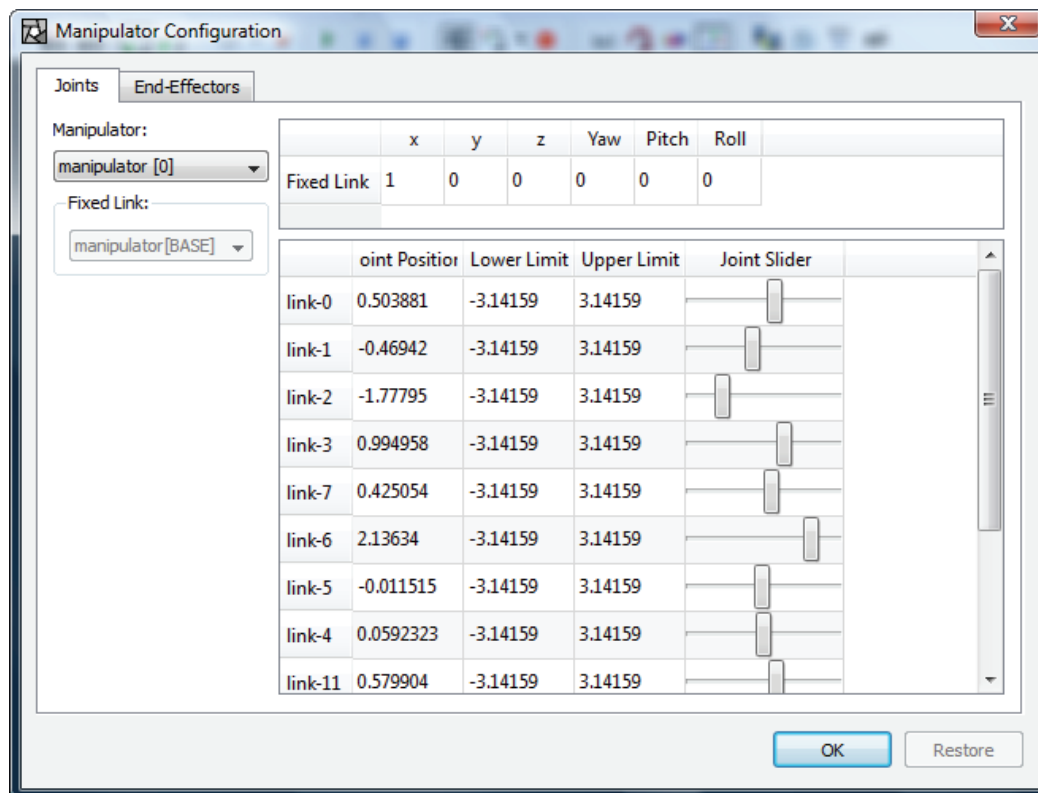 Manipulator Configuration
Joints End-Effectors
Manipulator:
manipulator [0]
Fixed Link:
manipulator[BASE]
x y z Yaw Pitch Roll
Fixed Link 1 0 0 0 0 0
oint Position Lower Limit Upper Limit Joint Slider
link-0 0.503881 -3.14159 3.14159
link-1 -0.46942 -3.14159 3.14159
link-2 -1.77795 -3.14159 3.14159
link-3 0.994958 -3.14159 3.14159
link-7 0.425054 -3.14159 3.14159
link-6 2.13634 -3.14159 3.14159
link-5 -0.011515 -3.14159 3.14159
link-4 0.0592323 -3.14159 3.14159
link-11 0.579904 -3.14159 3.14159
OK Restore